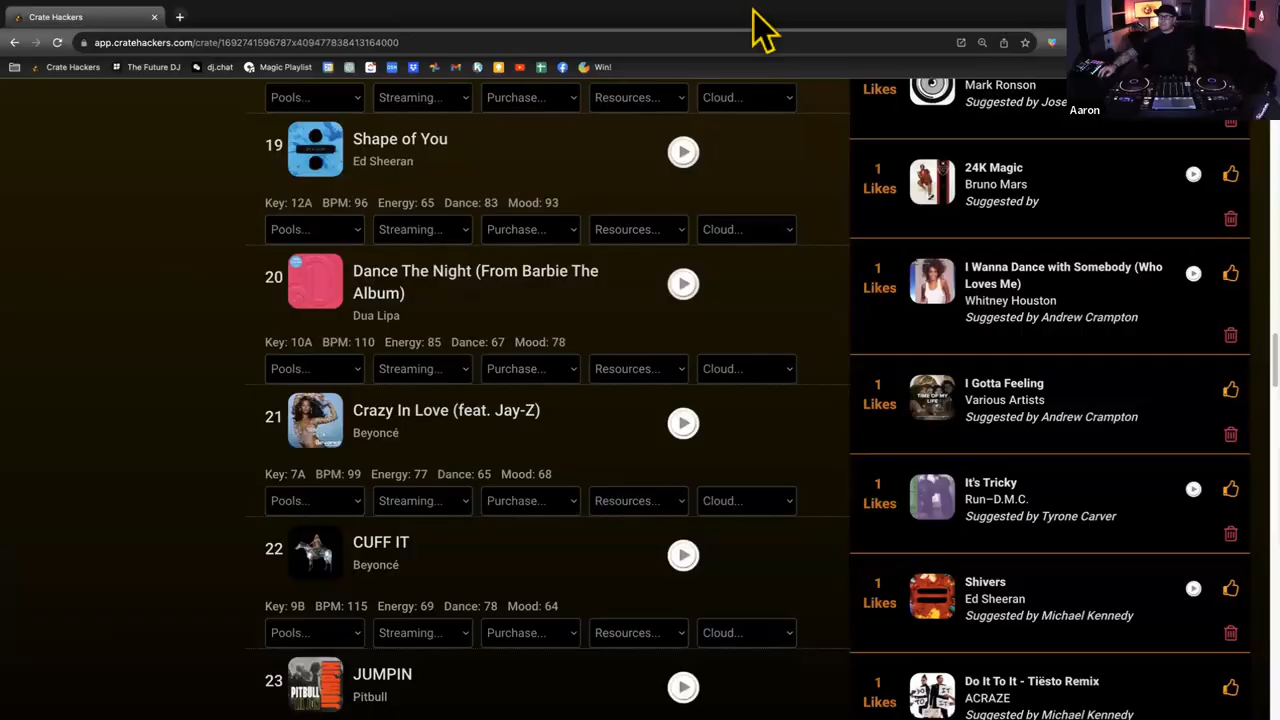 Crate Hackers
app.cratehackers.com/crate/1692741596787x409477838413164000
Crate Hackers
The Future DJ
dj.chat
Magic Playlist
Win!
Aaron
Pools...
Streaming...
Purchase...
Resources...
Cloud...
19
Shape of You
Ed Sheeran
Key: 12A BPM: 96 Energy: 65 Dance: 83 Mood: 93
Pools...
Streaming...
Purchase...
Resources...
Cloud...
20
Dance The Night (From Barbie The
Album)
Dua Lipa
Key: 10A BPM: 110 Energy: 85 Dance: 67 Mood: 78
Pools...
Streaming...
Purchase...
Resources...
Cloud...
21
Crazy In Love (feat. Jay-Z)
Beyoncé
Key: 7A BPM: 99 Energy: 77 Dance: 65 Mood: 68
Pools...
Streaming...
Purchase...
Resources...
Cloud...
22
CUFF IT
Beyoncé
Key: 9B BPM: 115 Energy: 69 Dance: 78 Mood: 64
Pools...
Streaming...
Purchase...
Resources...
Cloud...
23
PITBULL
JUMPIN
Pitbull
Likes
Mark Ronson
Suggested by Jose
1
Likes
24K Magic
Bruno Mars
Suggested by
1
Likes
I Wanna Dance with Somebody (Who
Loves Me)
Whitney Houston
Suggested by Andrew Crampton
1
Likes
TIME OF MY
LIFE
I Gotta Feeling
Various Artists
Suggested by Andrew Crampton
1
Likes
It's Tricky
Run–D.M.C.
Suggested by Tyrone Carver
1
Likes
Shivers
Ed Sheeran
Suggested by Michael Kennedy
1
Likes
Do It To It - Tiësto Remix
ACRAZE
Suggested by Michael Kennedy